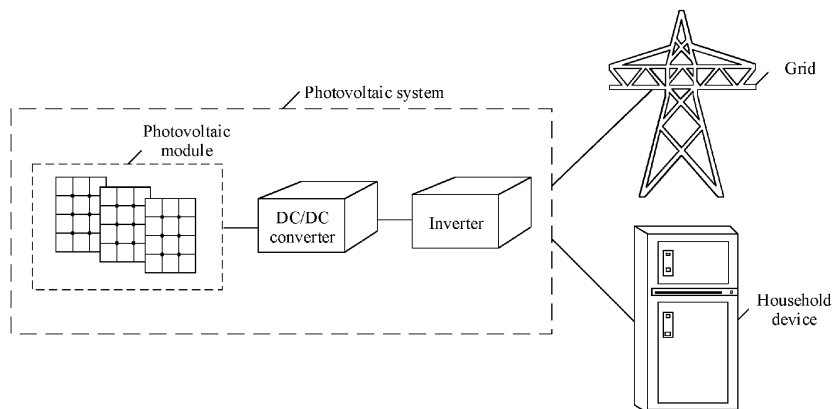 Photovoltaic system
Photovoltaic
module
DC/DC
converter
Inverter
Grid
Household
device